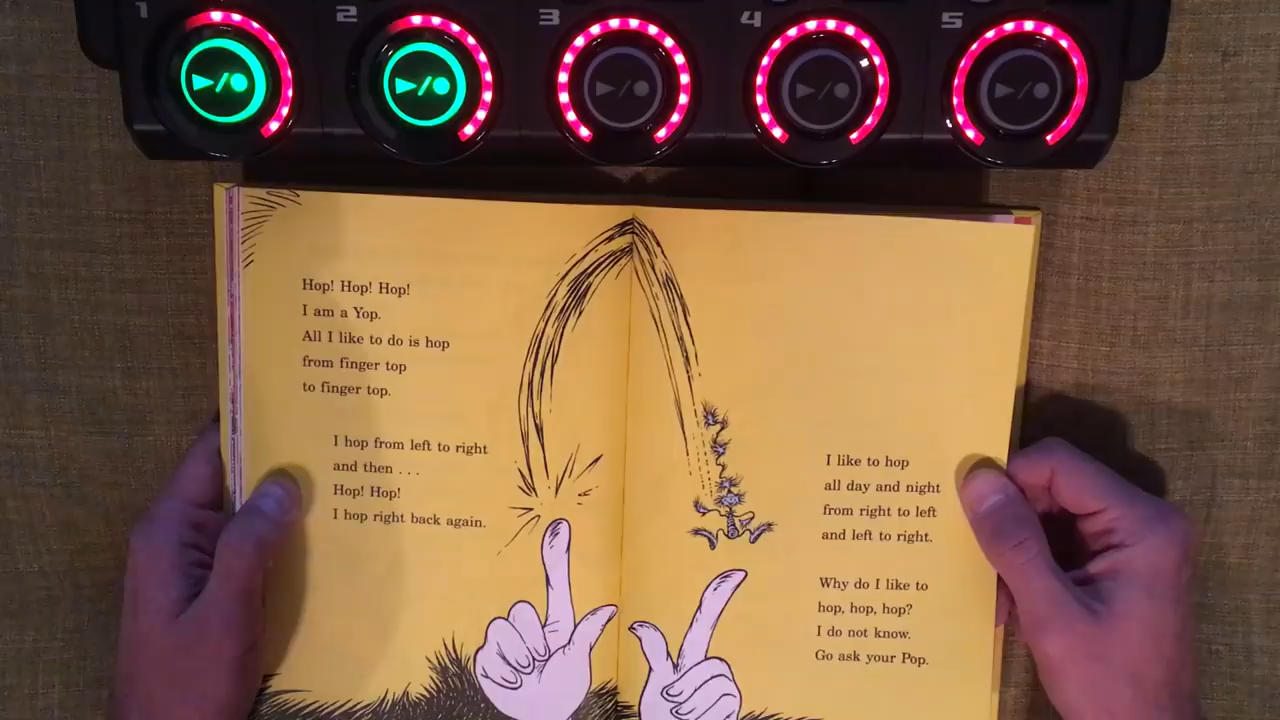 1 2 3 4 5
Hop! Hop! Hop!
I am a Yop.
All I like to do is hop
from finger top
to finger top.
I hop from left to right
and then . . .
Hop! Hop!
I hop right back again.
I like to hop
all day and night
from right to left
and left to right.
Why do I like to
hop, hop, hop?
I do not know.
Go ask your Pop.